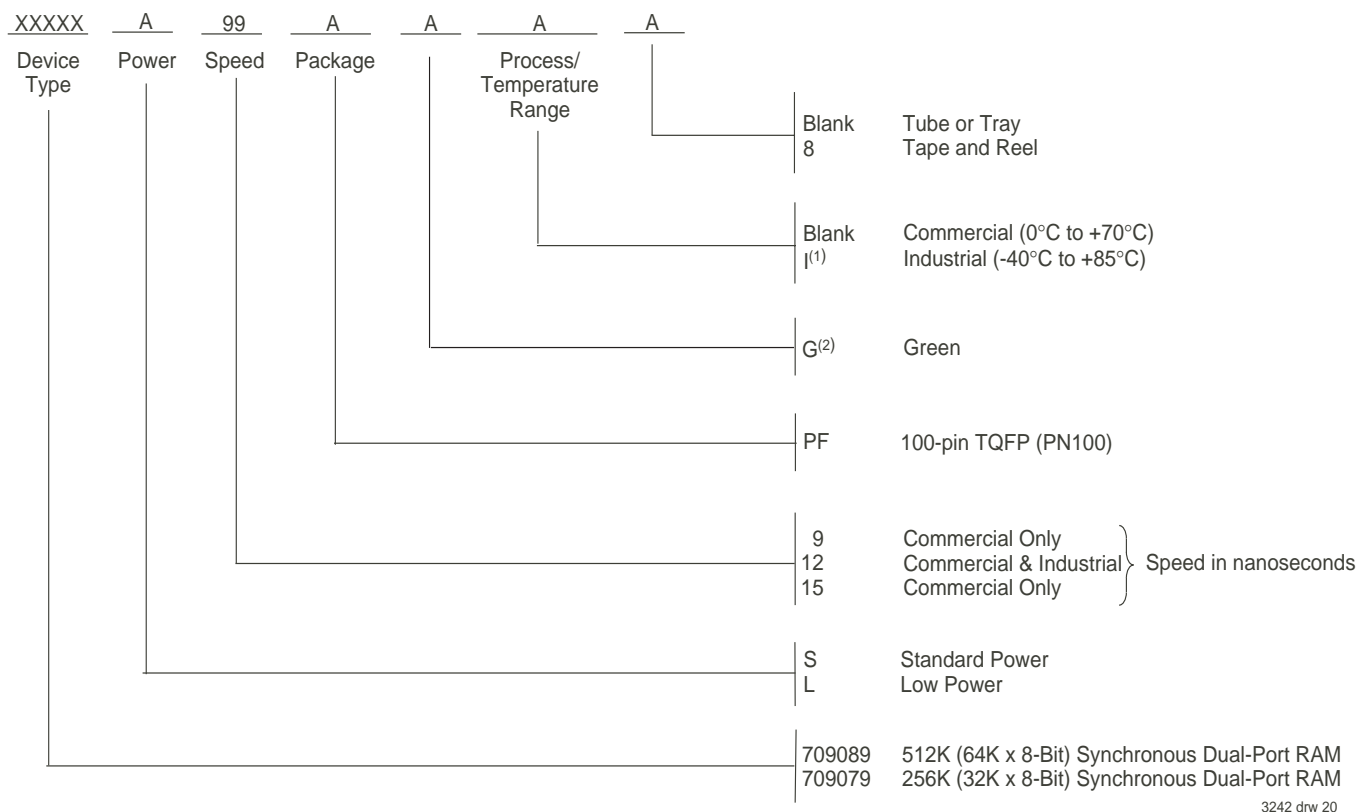 XXXXX A 99 A A A A
Device Type
Power
Speed
Package
Process/
Temperature
Range
Blank Tube or Tray
8 Tape and Reel
Blank Commercial (0°C to +70°C)
I(1) Industrial (-40°C to +85°C)
G(2) Green
PF 100-pin TQFP (PN100)
9 Commercial Only
12 Commercial & Industrial Speed in nanoseconds
15 Commercial Only
S Standard Power
L Low Power
709089 512K (64K x 8-Bit) Synchronous Dual-Port RAM
709079 256K (32K x 8-Bit) Synchronous Dual-Port RAM
3242 drw 20